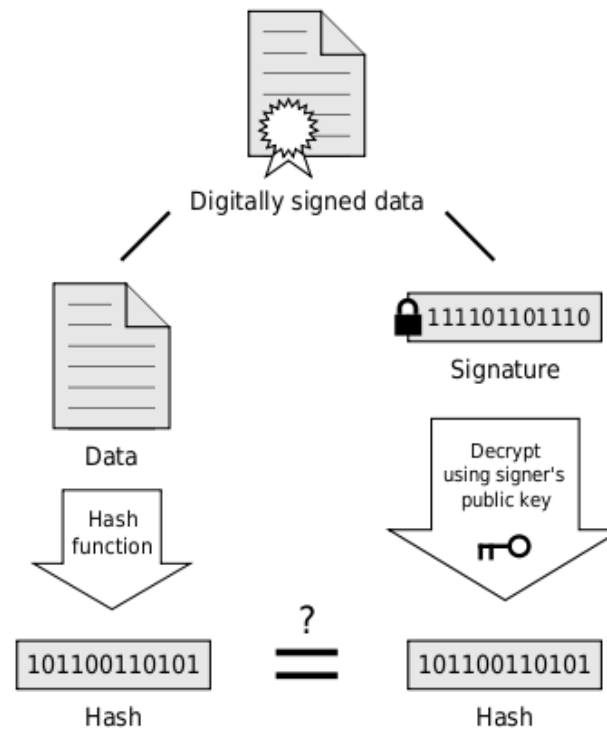 Digitally signed data
111101101110
Signature
Data
Decrypt
using signer's
public key
Hash
function
?
101100110101
101100110101
Hash
Hash